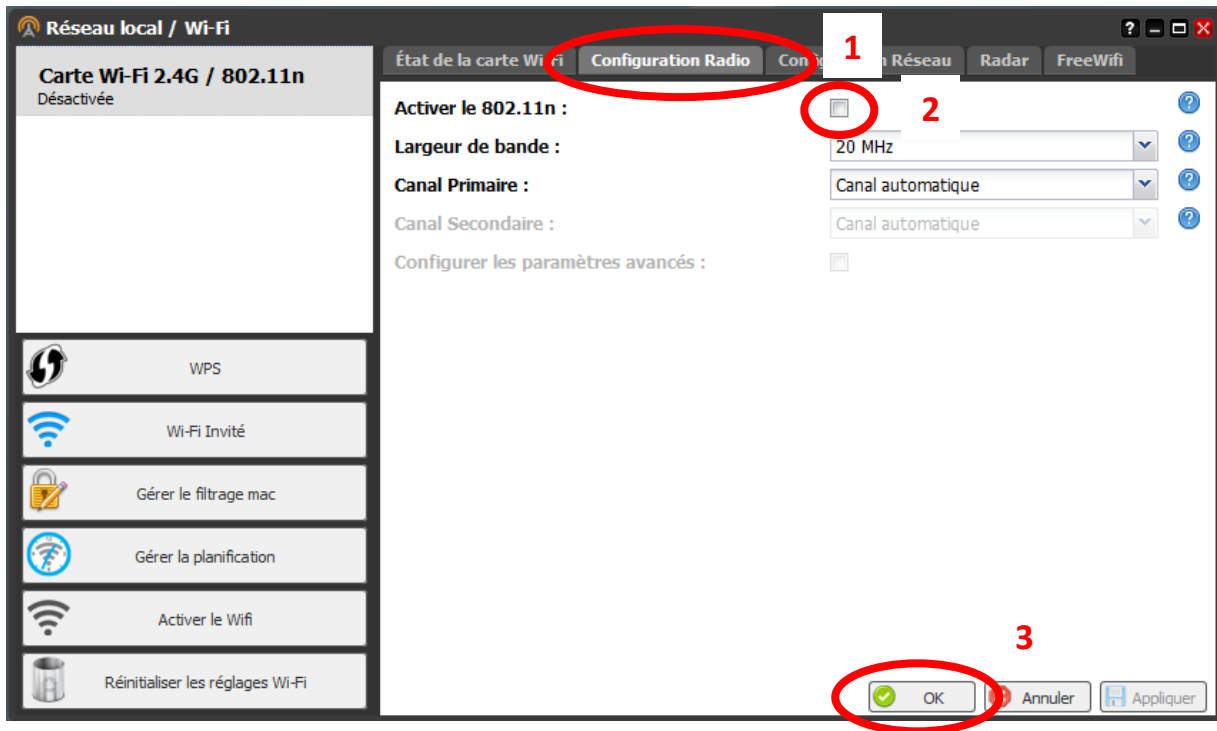 Réseau local / Wi-Fi
?
Carte Wi-Fi 2.4G / 802.11n
Désactivée
WPS
Wi-Fi Invité
Gérer le filtrage mac
Gérer la planification
Activer le Wifi
Réinitialiser les réglages Wi-Fi
État de la carte Wi-Fi Configuration Radio Réseau Radar FreeWifi
1
Activer le 802.11n :
2
Largeur de bande : 20 MHz
Canal Primaire : Canal automatique
Canal Secondaire : Canal automatique
Configurer les paramètres avancés :
3
OK Annuler Appliquer